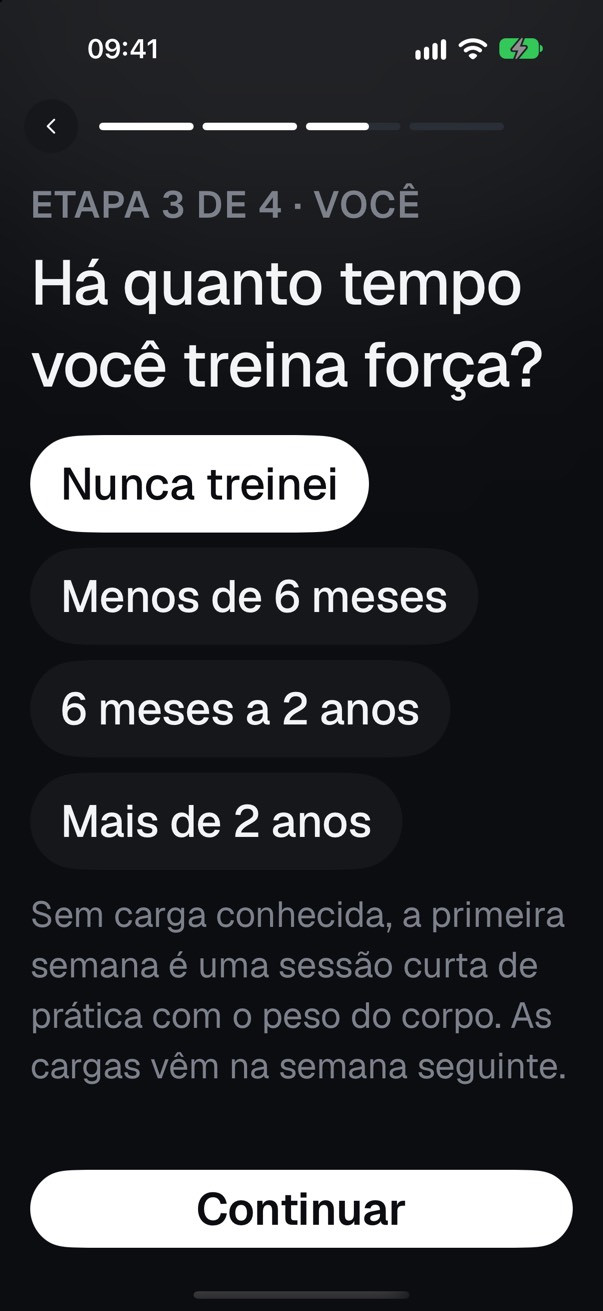 09:41
ETAPA 3 DE 4 · VOCÊ
Há quanto tempo
você treina força?
Nunca treinei
Menos de 6 meses
6 meses a 2 anos
Mais de 2 anos
Sem carga conhecida, a primeira
semana é uma sessão curta de
prática com o peso do corpo. As
cargas vêm na semana seguinte.
Continuar